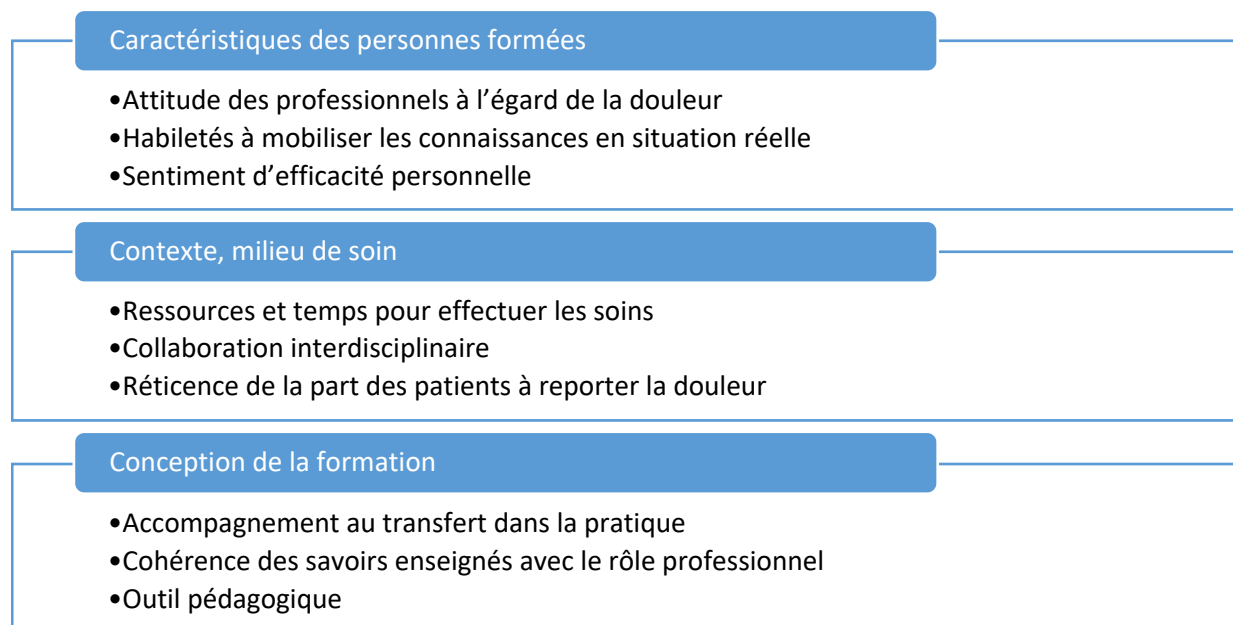 Caractéristiques des personnes formées
•Attitude des professionnels à l’égard de la douleur
•Habiletés à mobiliser les connaissances en situation réelle
•Sentiment d’efficacité personnelle
Contexte, milieu de soin
•Ressources et temps pour effectuer les soins
•Collaboration interdisciplinaire
•Réticence de la part des patients à reporter la douleur
Conception de la formation
•Accompagnement au transfert dans la pratique
•Cohérence des savoirs enseignés avec le rôle professionnel
•Outil pédagogique